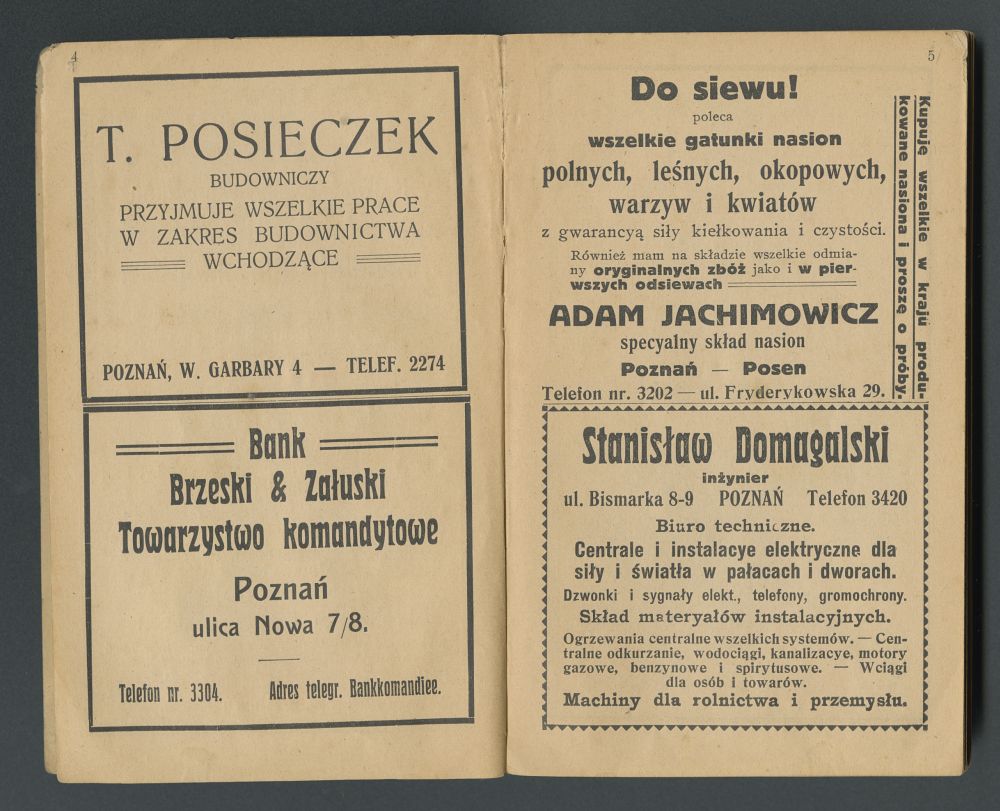 4
T. POSIECZEK
BUDOWNICZY
PRZYJMUJE WSZELKIE PRACE
W ZAKRES BUDOWNICTWA
WCHODZĄCE
POZNAŃ, W. GARBARY 4 — TELEF. 2274
Bank
Brzeski & Załuski
Towarzystwo komandytowe
Poznań
ulica Nowa 7/8.
Telefon nr. 3304. Adres telegr. Bankkomandiee.
5
Do siewu!
poleca
wszelkie gatunki nasion
polnych, leśnych, okopowych,
warzyw i kwiatów
z gwarancyą siły kiełkowania i czystości.
Również mam na składzie wszelkie odmia-
ny oryginalnych zbóż jako i w pier-
wszych odsiewach
ADAM JACHIMOWICZ
specyalny skład nasion
Poznań — Posen
Telefon nr. 3202 — ul. Fryderykowska 29.
Kupuję wszelkie w kraju produ-
kowane nasiona i proszę o próby.
Stanisław Domagalski
inżynier
ul. Bismarka 8-9 POZNAŃ Telefon 3420
Biuro techniczne.
Centrale i instalacye elektryczne dla
siły i światła w pałacach i dworach.
Dzwonki i sygnały elekt., telefony, gromochrony.
Skład materyałów instalacyjnych.
Ogrzewania centralne wszelkich systemów. — Cen-
tralne odkurzanie, wodociągi, kanalizacye, motory
gazowe, benzynowe i spirytusowe. — Wciągi
dla osób i towarów.
Machiny dla rolnictwa i przemysłu.